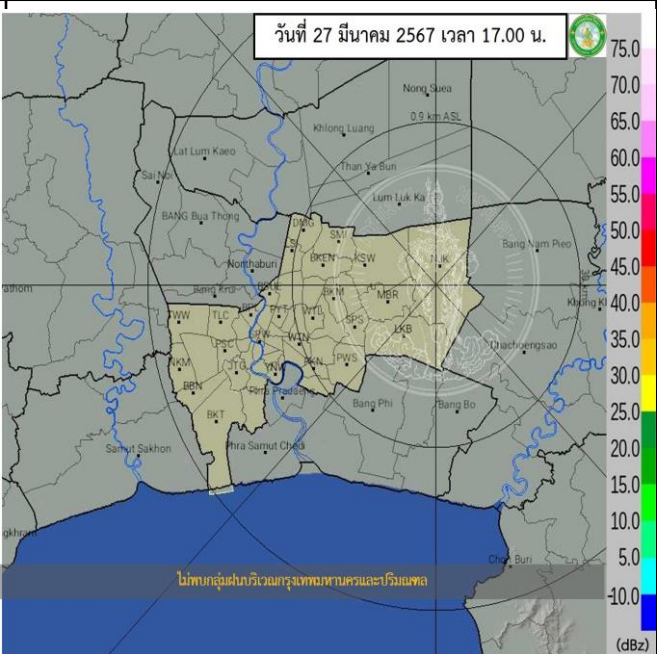 วันที่ 27 มีนาคม 2567 เวลา 17.00 น.
75.0
70.0
65.0
60.0
55.0
50.0
45.0
40.0
35.0
30.0
25.0
20.0
15.0
10.0
5.0
-10.0
(dBz)
Nong Suea
0.9 km ASL
Khlong Luang
Lat Lum Kaeo
Than Ya Buri
Sai Noi
Lum Luk Ka
BANG Bua Thong
DMG
SMI
Bang Nam Preo
BKEN
KSW
NJK
Nonthaburi
Bang Krui
BKM
MBR
TWW
TLC
SPS
LKB
WTN
PSC
Chachoengsao
NKM
JTG
PKN
PWS
BBN
Phra Pradaeng
BKT
Bang Phi
Bang Bo
Samut Sakhon
Phra Samut Chedi
Chon Buri
ไม่พบกลุ่มฝนบริเวณกรุงเทพมหานครและปริมณฑล